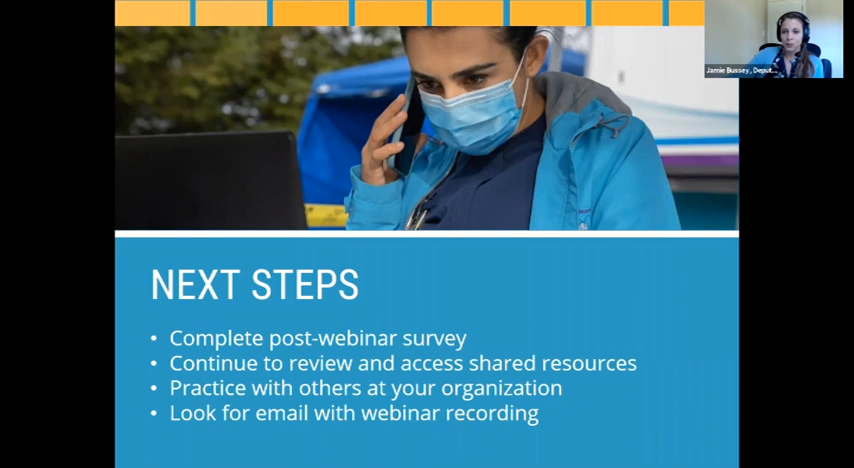 Jamie Bussey, Deput...
NEXT STEPS
• Complete post-webinar survey
• Continue to review and access shared resources
• Practice with others at your organization
• Look for email with webinar recording